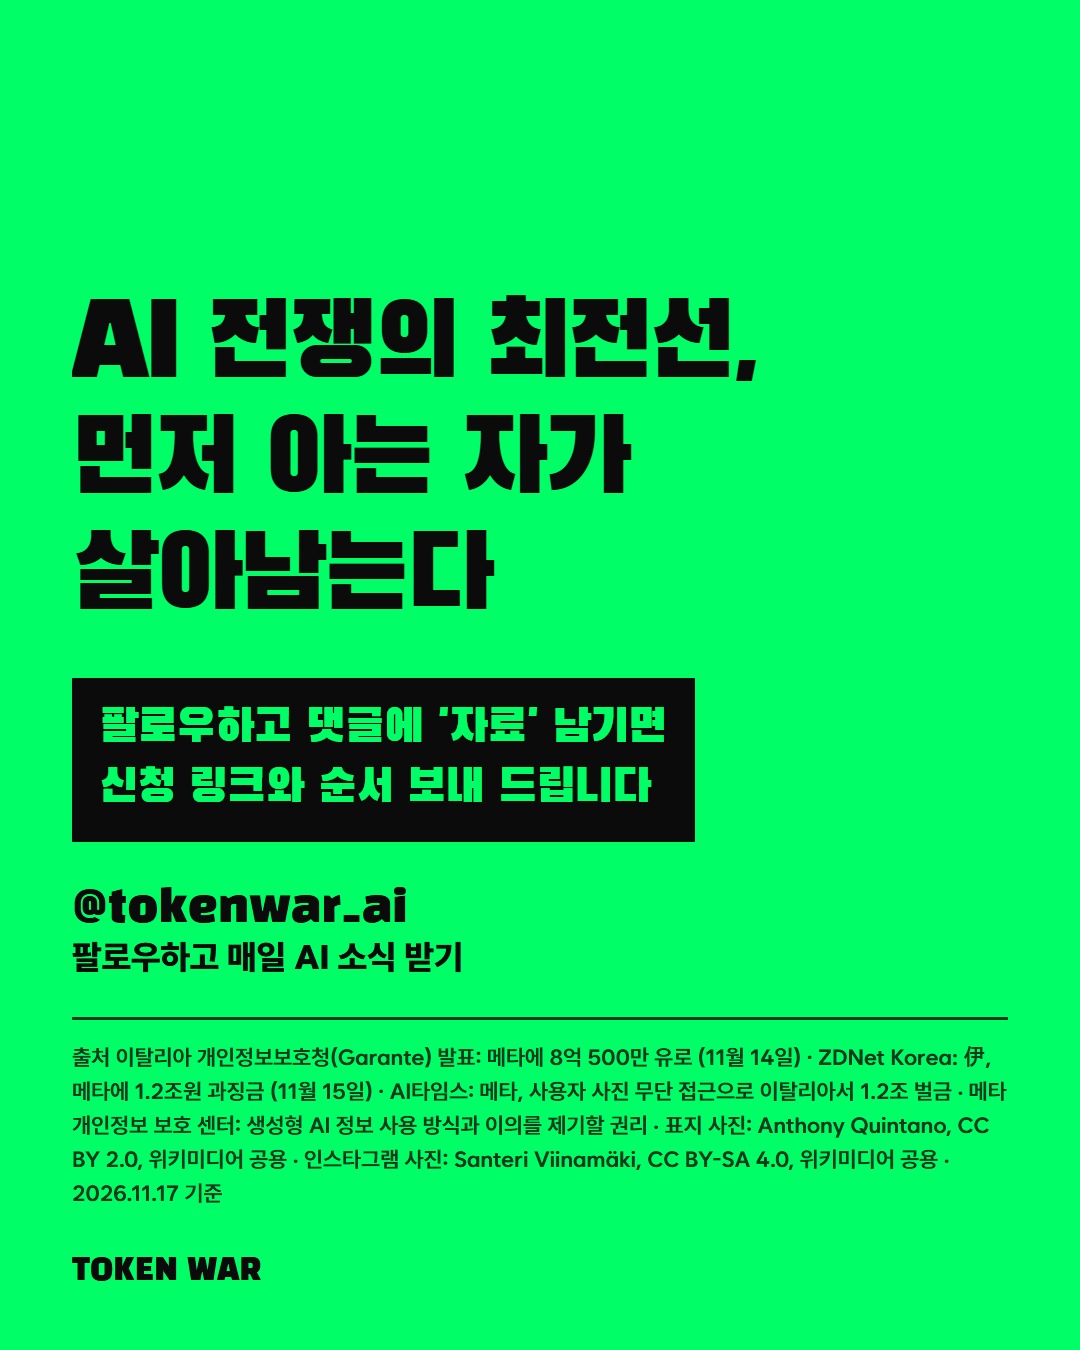 AI 전쟁의 최전선,
먼저 아는 자가
살아남는다
팔로우하고 댓글에 ‘자료’ 남기면
신청 링크와 순서 보내 드립니다
@tokenwar_ai
팔로우하고 매일 AI 소식 받기
출처 이탈리아 개인정보보호청(Garante) 발표: 메타에 8억 500만 유로 (11월 14일) · ZDNet Korea: 伊,
메타에 1.2조원 과징금 (11월 15일) · AI타임스: 메타, 사용자 사진 무단 접근으로 이탈리아서 1.2조 벌금 · 메타
개인정보 보호 센터: 생성형 AI 정보 사용 방식과 이의를 제기할 권리 · 표지 사진: Anthony Quintano, CC
BY 2.0, 위키미디어 공용 · 인스타그램 사진: Santeri Viinamäki, CC BY-SA 4.0, 위키미디어 공용 ·
2026.11.17 기준
TOKEN WAR